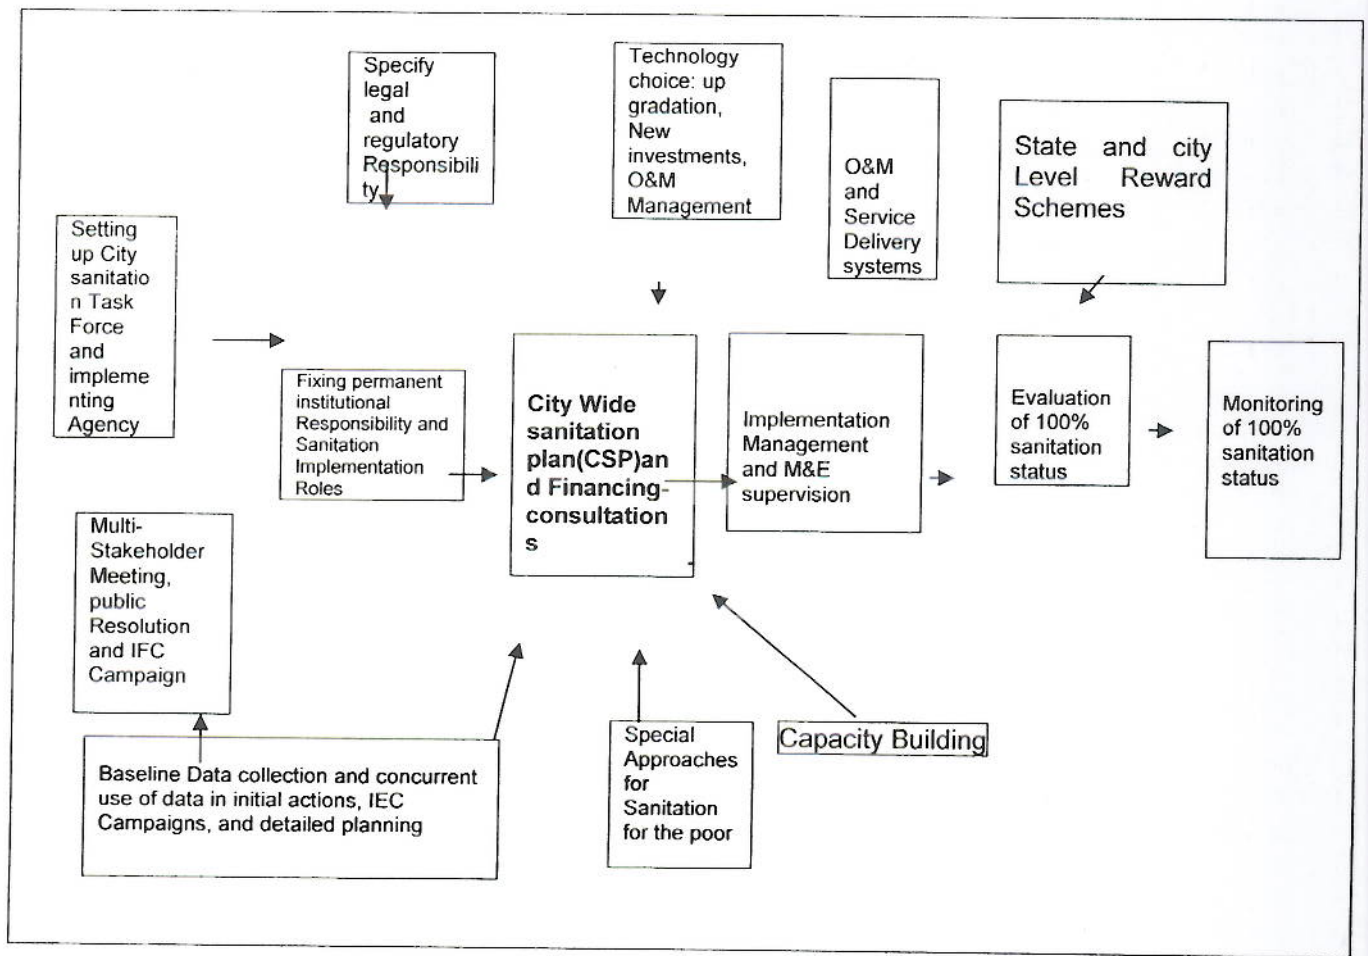 Specify
legal
and
regulatory
Responsibili
ty
Technology
choice: up
gradation,
New
investments,
O&M
Management
O&M
and
Service
Delivery
systems
State and city
Level Reward
Schemes
Setting
up City
sanitatio
n Task
Force
and
impleme
nting
Agency
Fixing permanent
institutional
Responsibility and
Sanitation
Implementation
Roles
City Wide
sanitation
plan(CSP)an
d Financing-
consultation
s
Implementation
Management
and M&E
supervision
Evaluation
of 100%
sanitation
status
Monitoring
of 100%
sanitation
status
Multi-
Stakeholder
Meeting,
public
Resolution
and IFC
Campaign
Baseline Data collection and concurrent
use of data in initial actions, IEC
Campaigns, and detailed planning
Special
Approaches
for
Sanitation
for the poor
Capacity Building